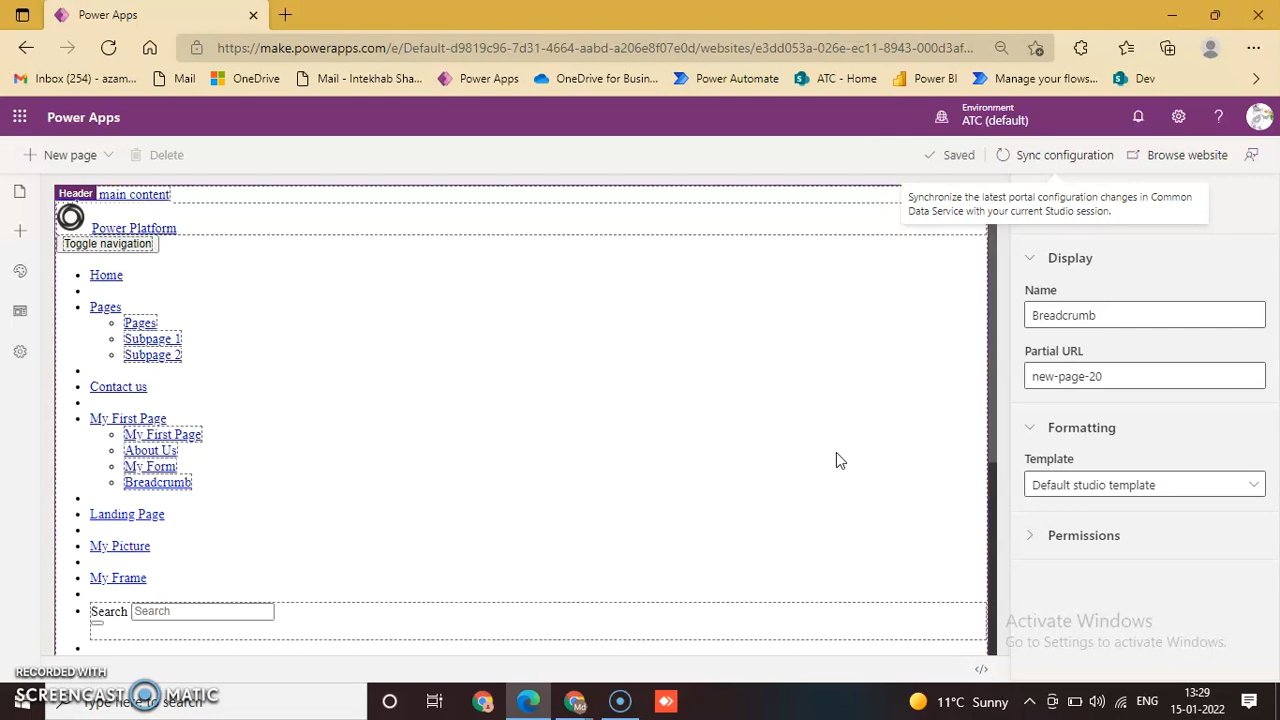 Power Apps
https://make.powerapps.com/e/Default-d9819c96-7d31-4664-aabd-a206e8f07e0d/websites/e3dd053a-026e-ec11-8943-000d3af...
Inbox (254) - azam...
Mail
OneDrive
Mail - Intekhab Sha...
Power Apps
OneDrive for Busin...
Power Automate
ATC - Home
Power BI
Manage your flows...
Dev
Power Apps
Environment
ATC (default)
New page
Delete
Saved
Sync configuration
Browse website
Synchronize the latest portal configuration changes in Common
Data Service with your current Studio session.
Header
main content
Power Platform
Toggle navigation
Home
Pages
Pages
Subpage 1
Subpage 2
Contact us
My First Page
My First Page
About Us
My Form
Breadcrumb
Landing Page
My Picture
My Frame
Search
Search
Display
Name
Breadcrumb
Partial URL
new-page-20
Formatting
Template
Default studio template
Permissions
Activate Windows
Go to Settings to activate Windows.
</>
RECORDED WITH
SCREENCAST MATIC
Type here to search
11°C Sunny
ENG
13:29
15-01-2022